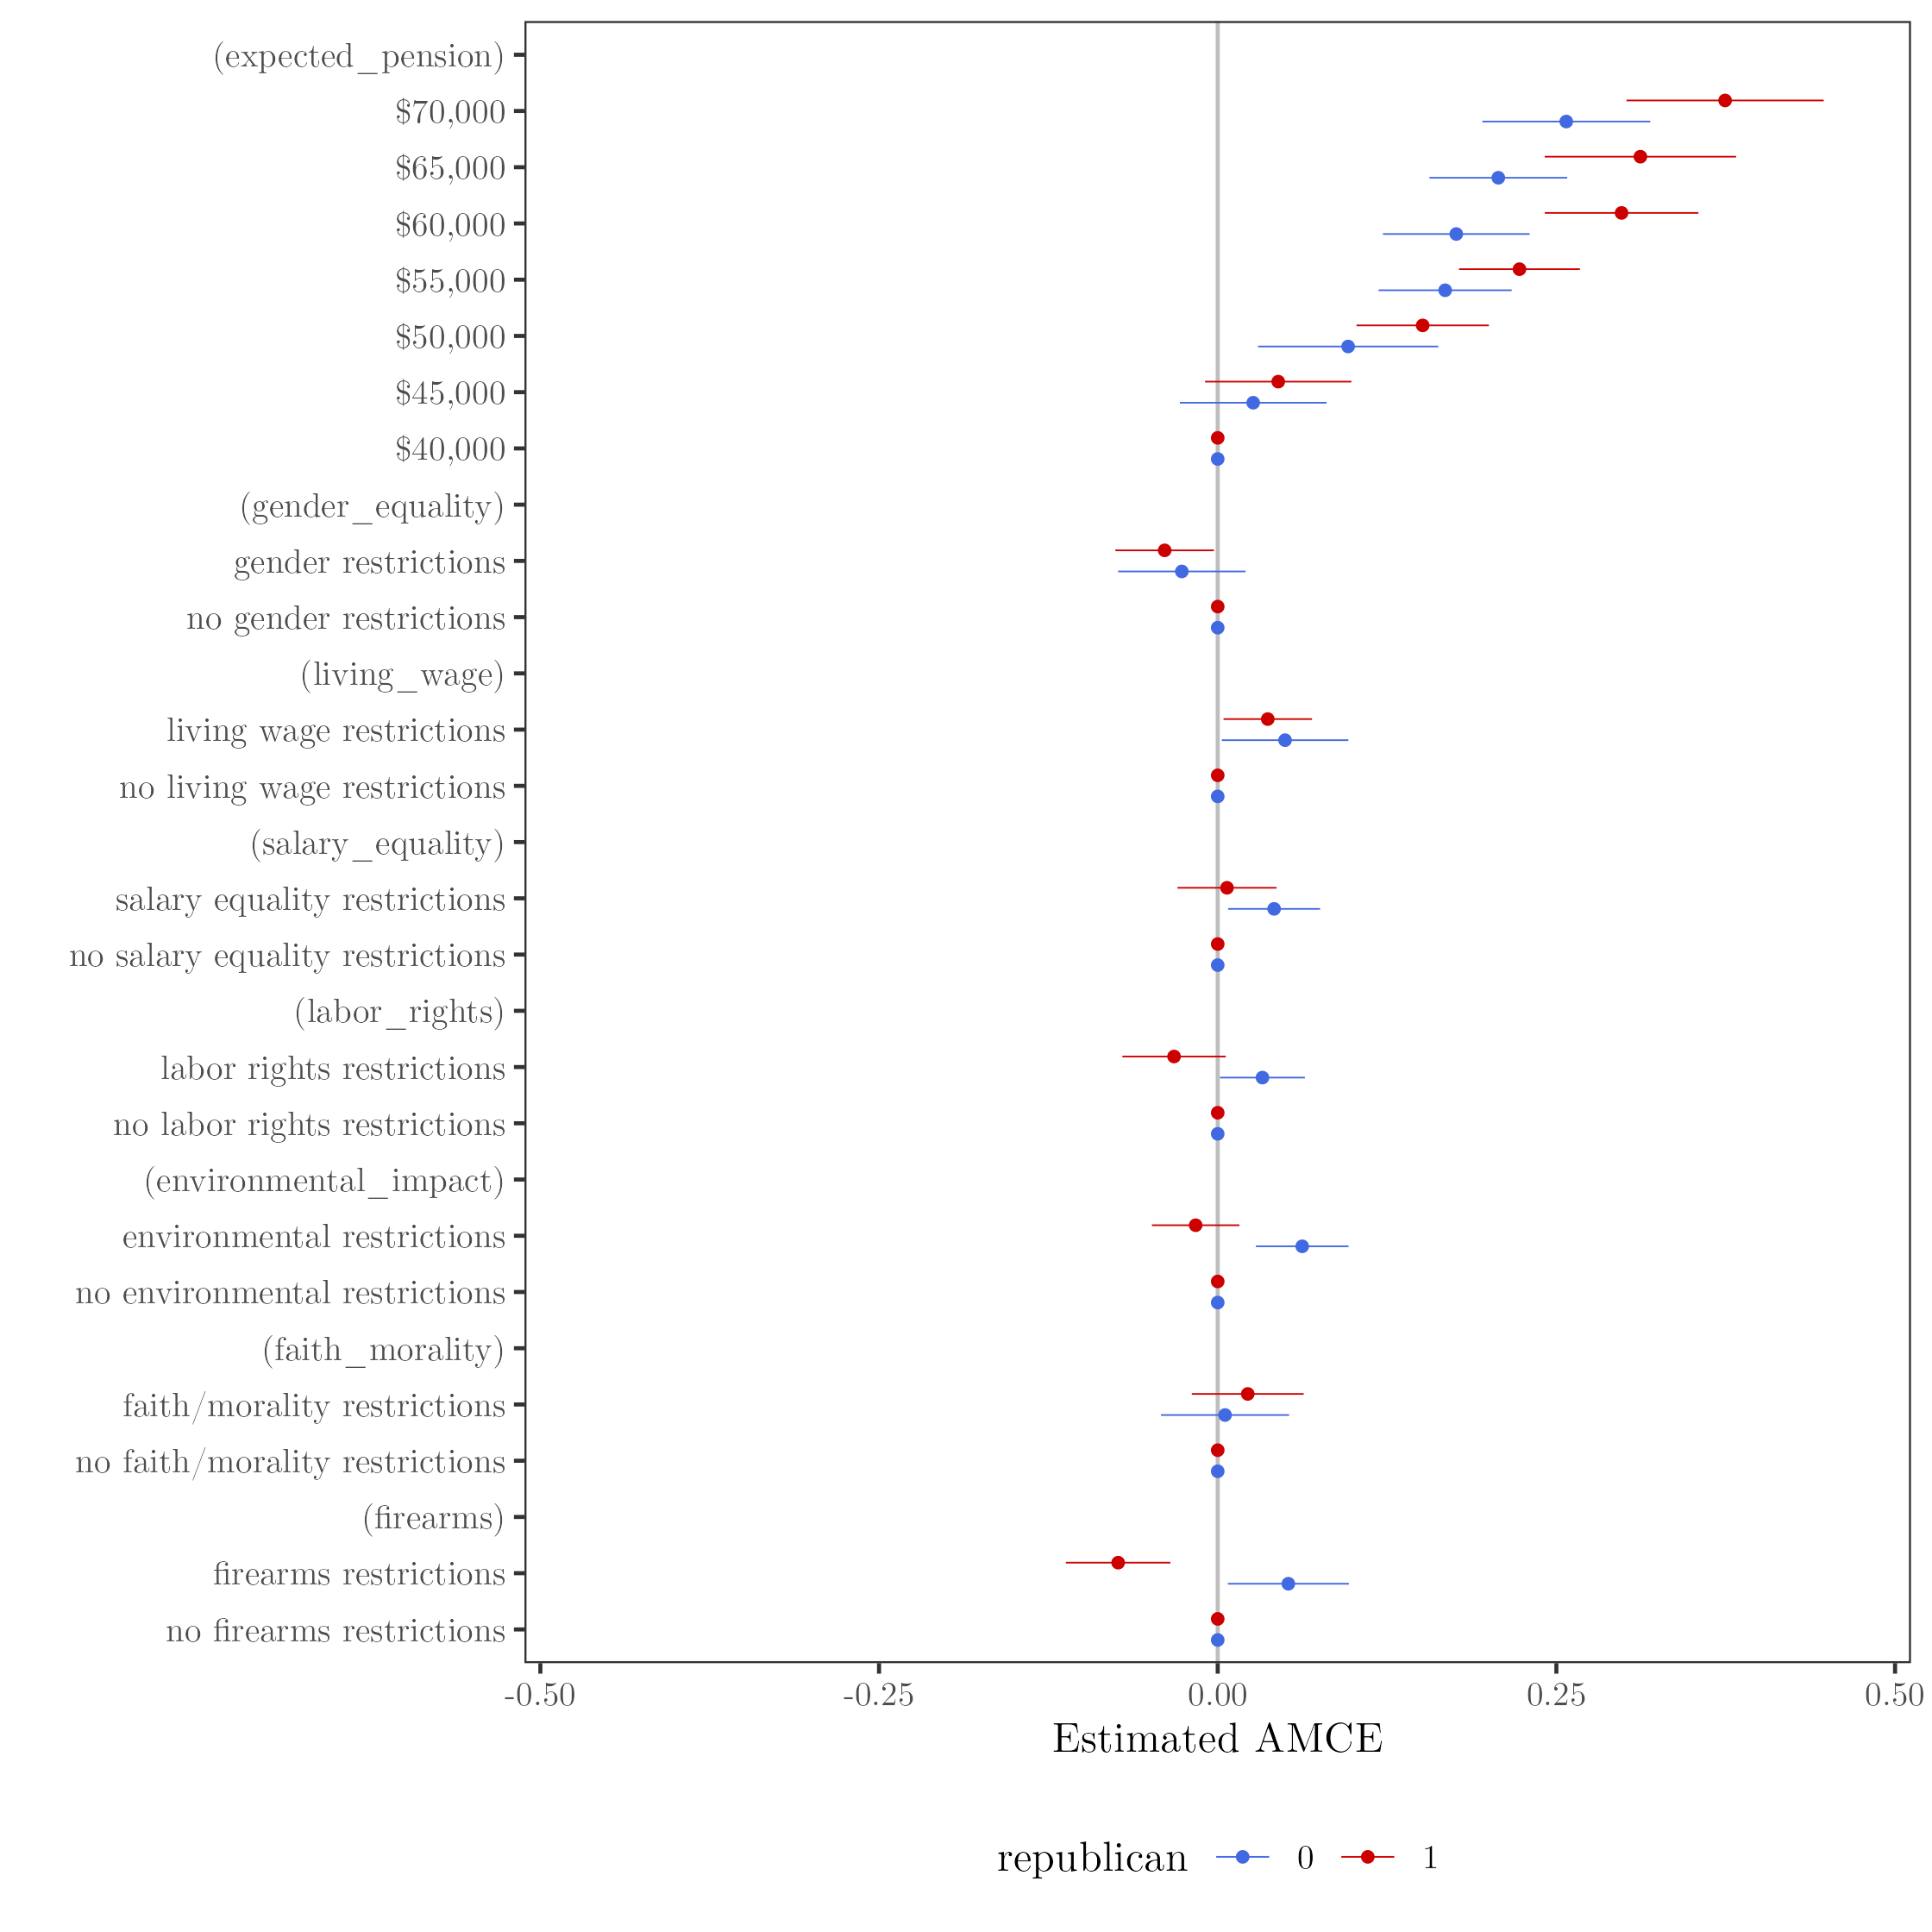 (expected_pension)
$70,000
$65,000
$60,000
$55,000
$50,000
$45,000
$40,000
(gender_equality)
gender restrictions
no gender restrictions
(living_wage)
living wage restrictions
no living wage restrictions
(salary_equality)
salary equality restrictions
no salary equality restrictions
(labor_rights)
labor rights restrictions
no labor rights restrictions
(environmental_impact)
environmental restrictions
no environmental restrictions
(faith_morality)
faith/morality restrictions
no faith/morality restrictions
(firearms)
firearms restrictions
no firearms restrictions
-0.50 -0.25 0.00 0.25 0.50
Estimated AMCE
republican 0 1